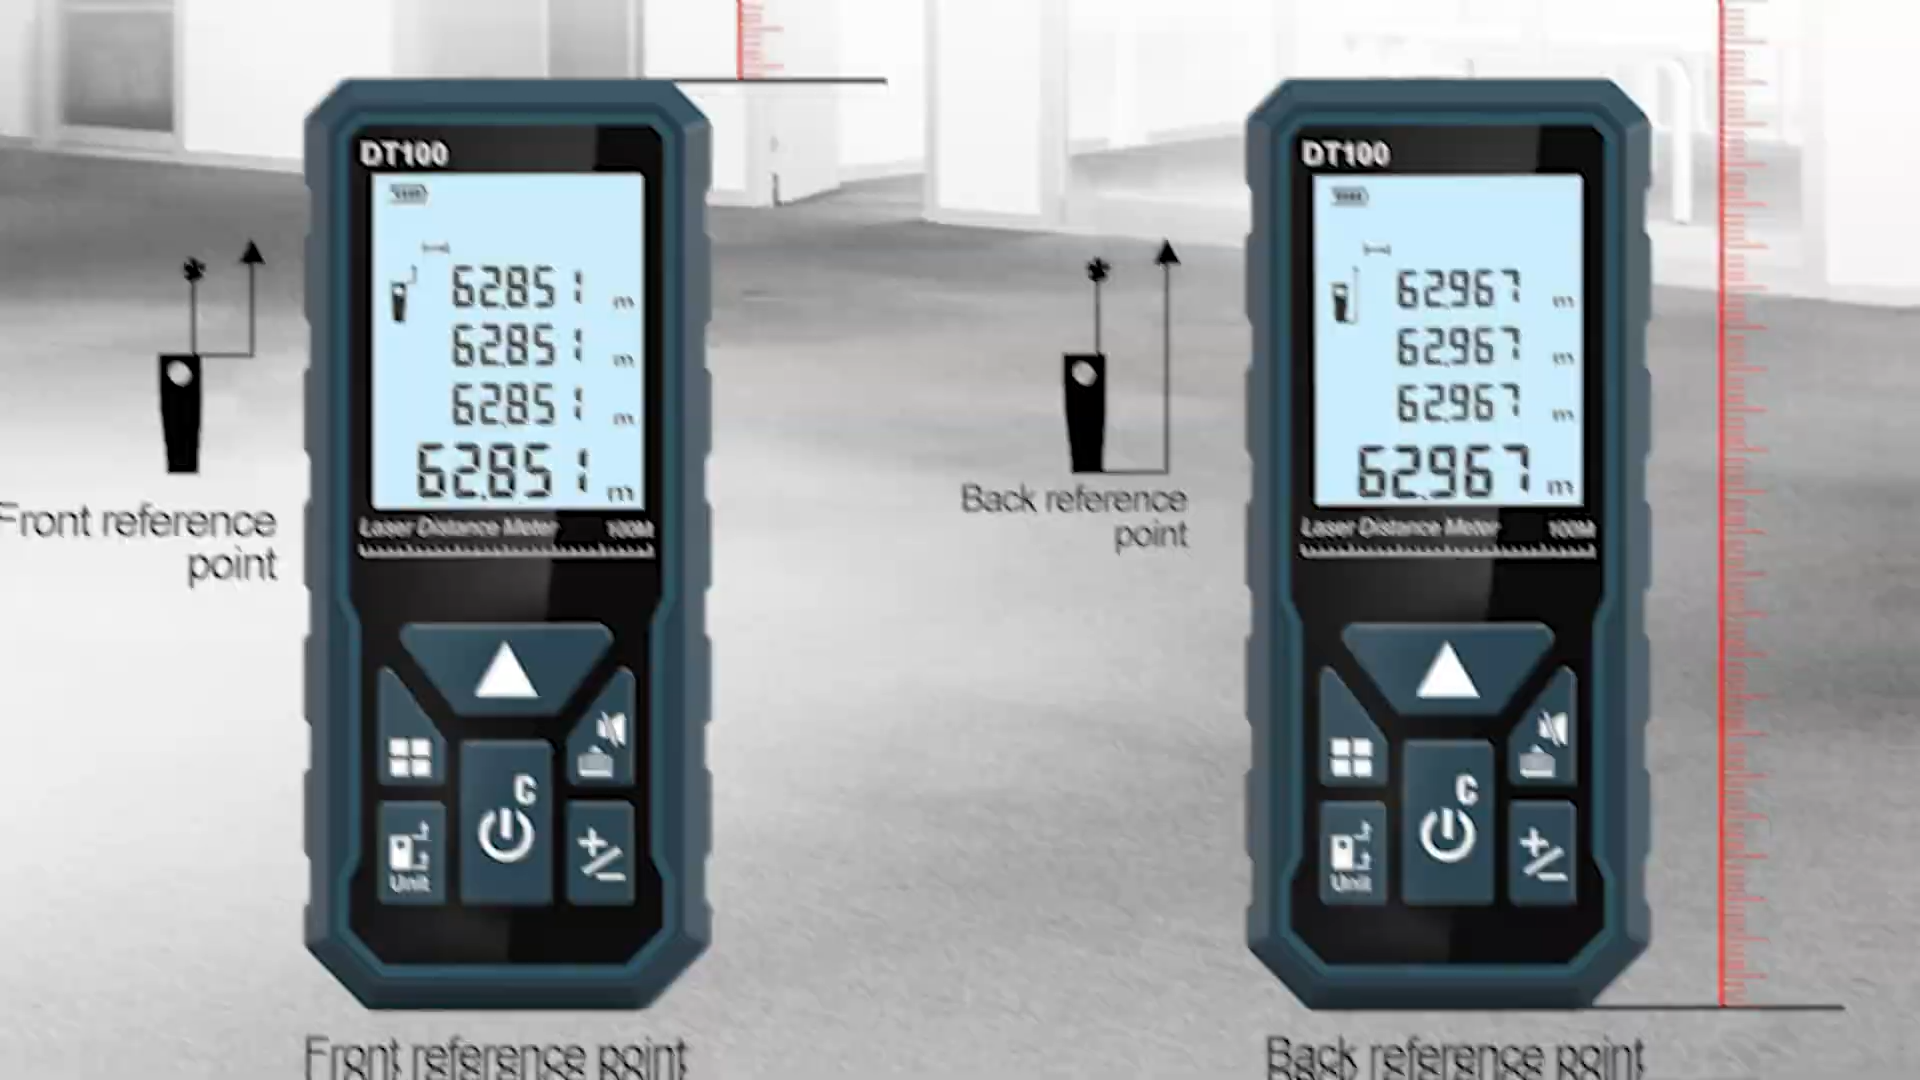 DT100
62.851 m
62.851 m
62.851 m
62.851 m
Laser Distance Meter 100M
C
Unit
Front reference
point
Front reference point
DT100
62.967 m
62.967 m
62.967 m
62.967 m
Laser Distance Meter 100M
C
Unit
Back reference
point
Back reference point